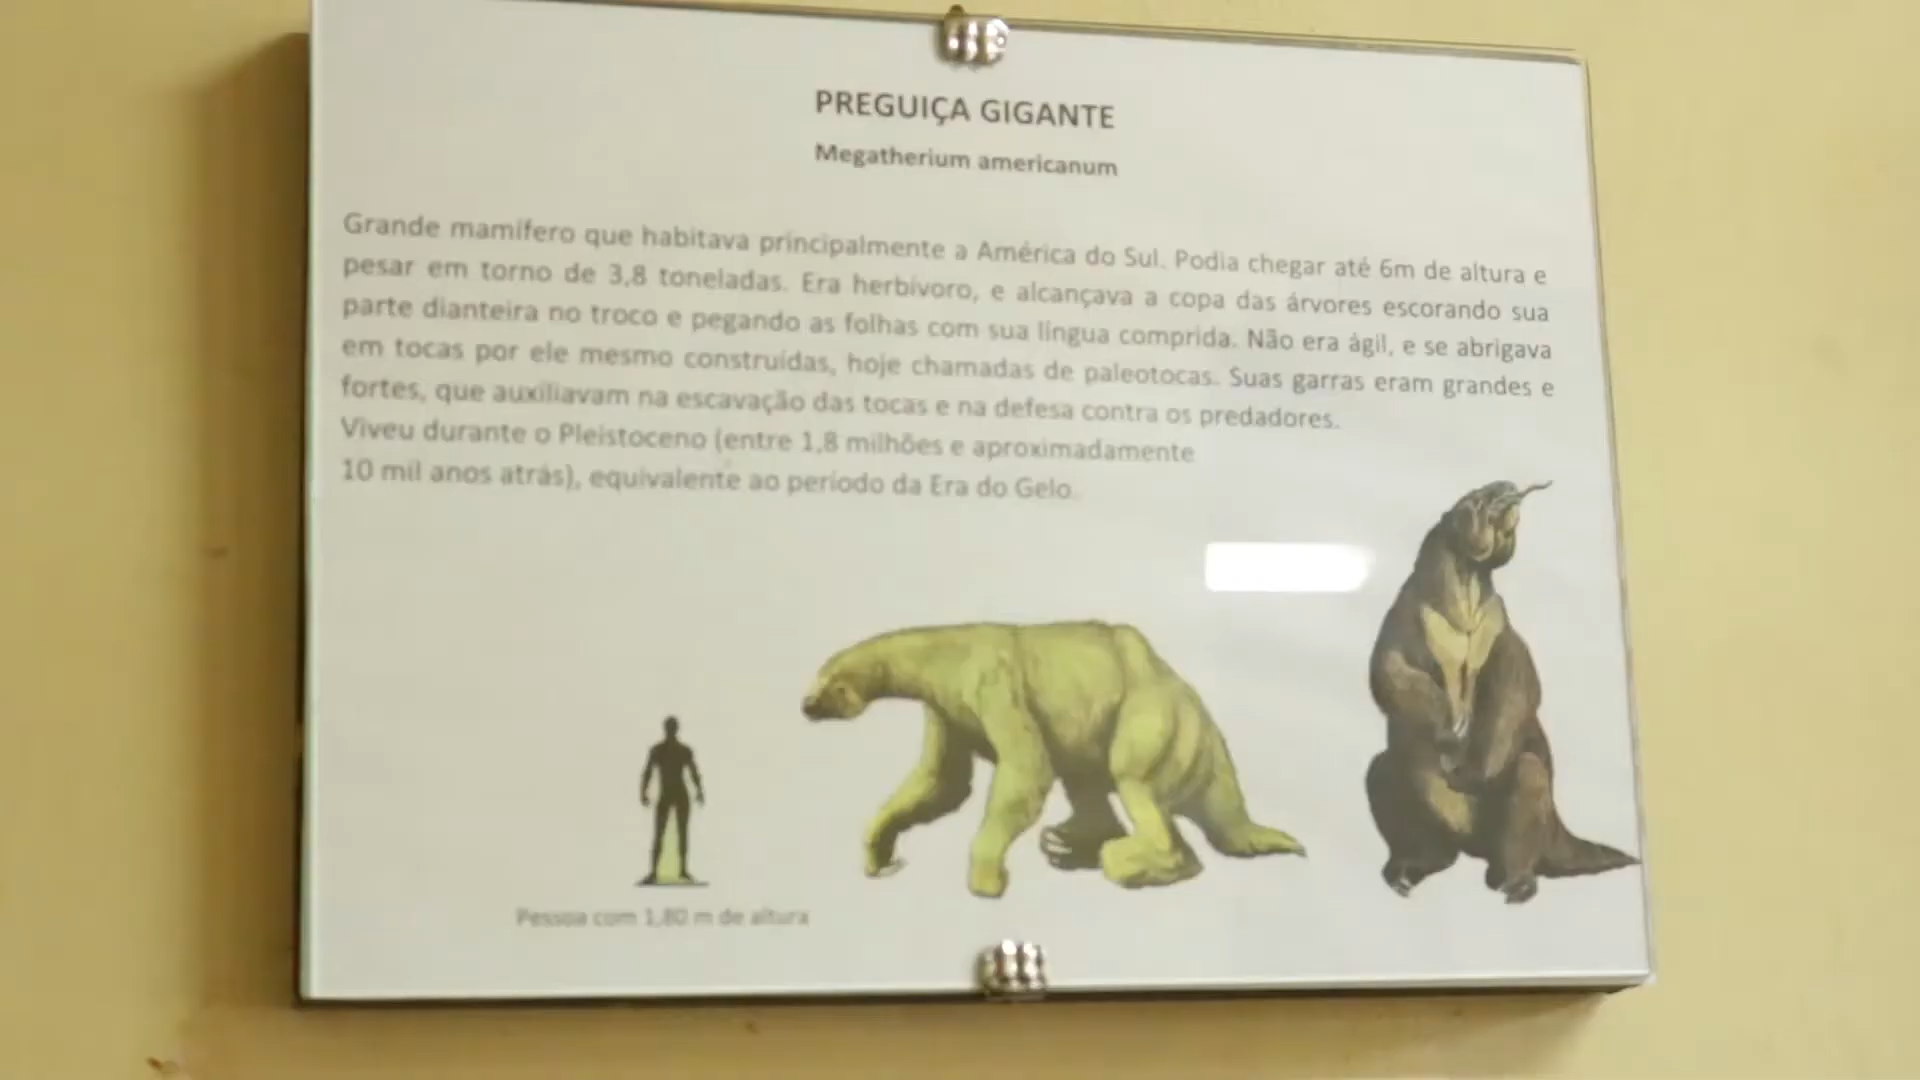 PREGUIÇA GIGANTE
Megatherium americanum
Grande mamífero que habitava principalmente a América do Sul. Podia chegar até 6m de altura e
pesar em torno de 3,8 toneladas. Era herbívoro, e alcançava a copa das árvores escorando sua
parte dianteira no troco e pegando as folhas com sua língua comprida. Não era ágil, e se abrigava
em tocas por ele mesmo construídas, hoje chamadas de paleotocas. Suas garras eram grandes e
fortes, que auxiliavam na escavação das tocas e na defesa contra os predadores.
Viveu durante o Pleistoceno (entre 1,8 milhões e aproximadamente
10 mil anos atrás), equivalente ao período da Era do Gelo.
Pessoa com 1,80 m de altura